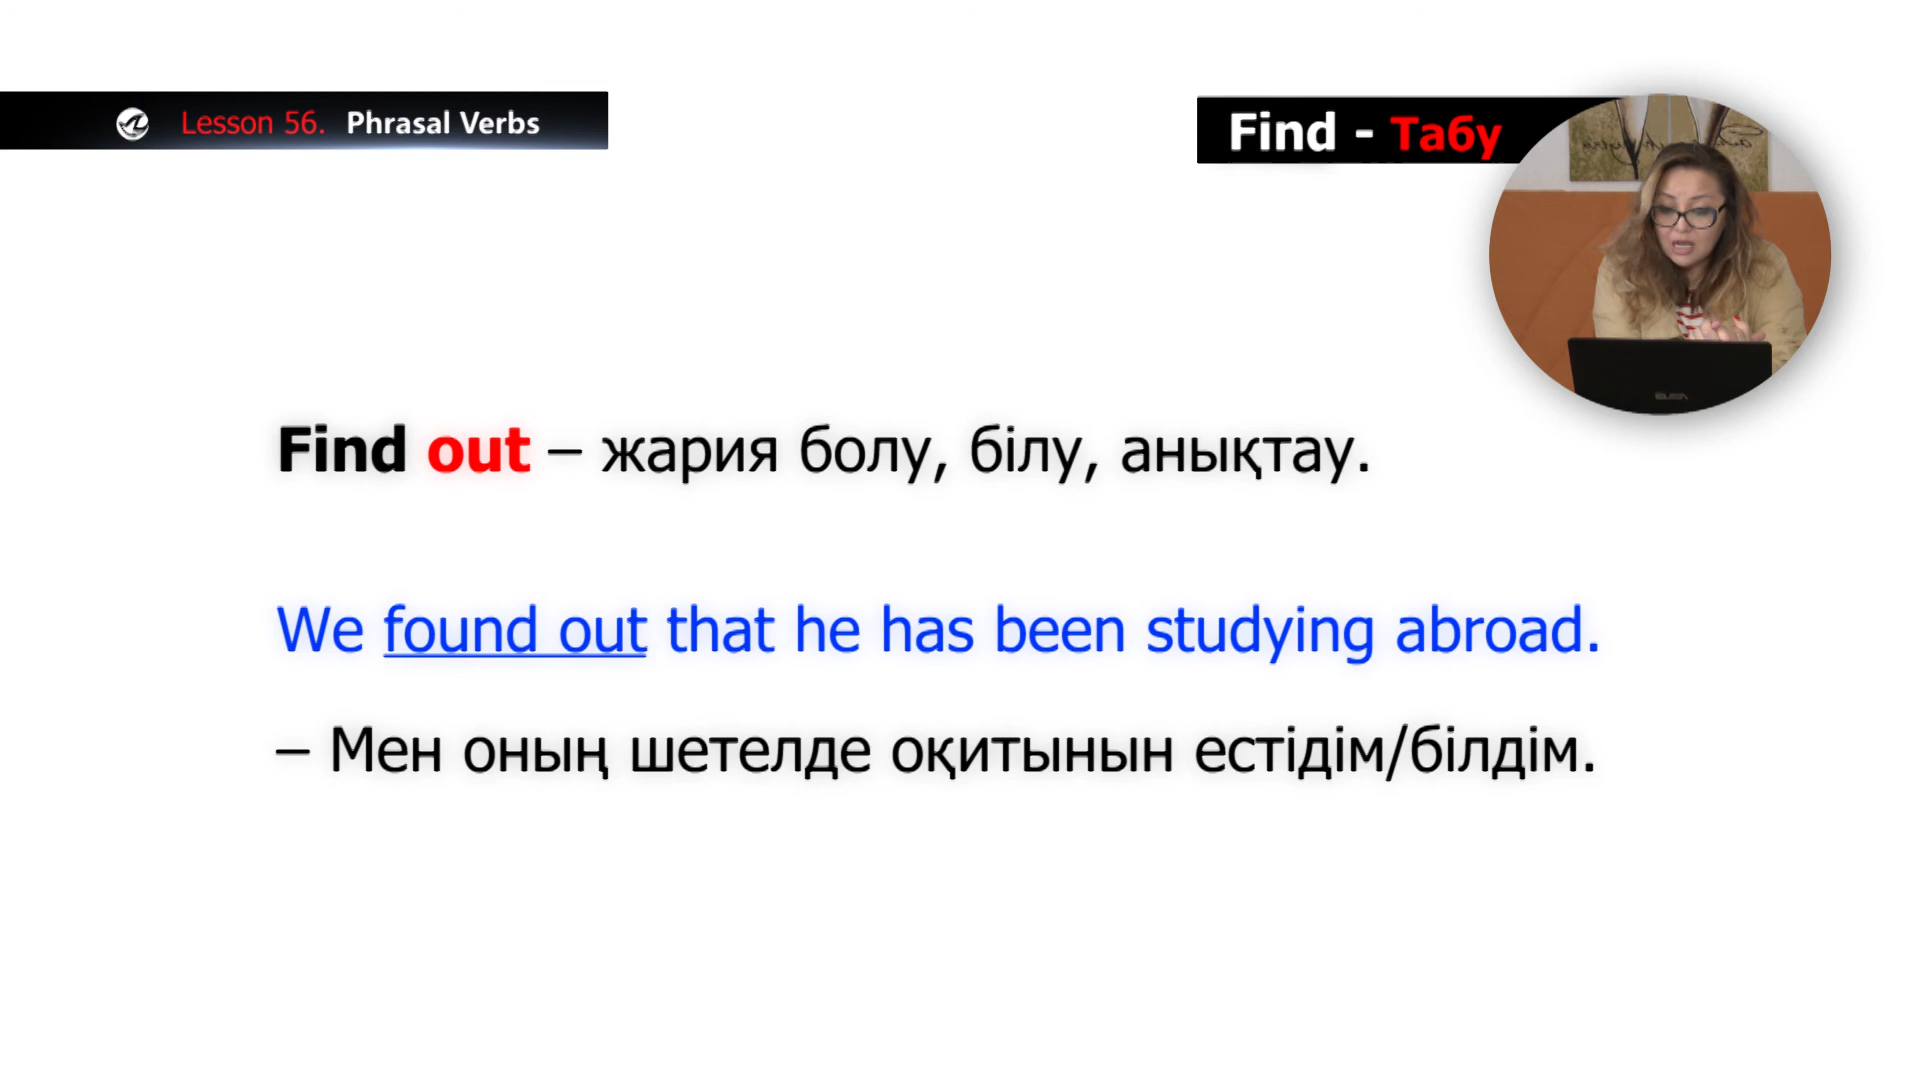 Lesson 56. Phrasal Verbs
Find - Табу
Find out – жария болу, білу, анықтау.
We found out that he has been studying abroad.
– Мен оның шетелде оқитынын естідім/білдім.